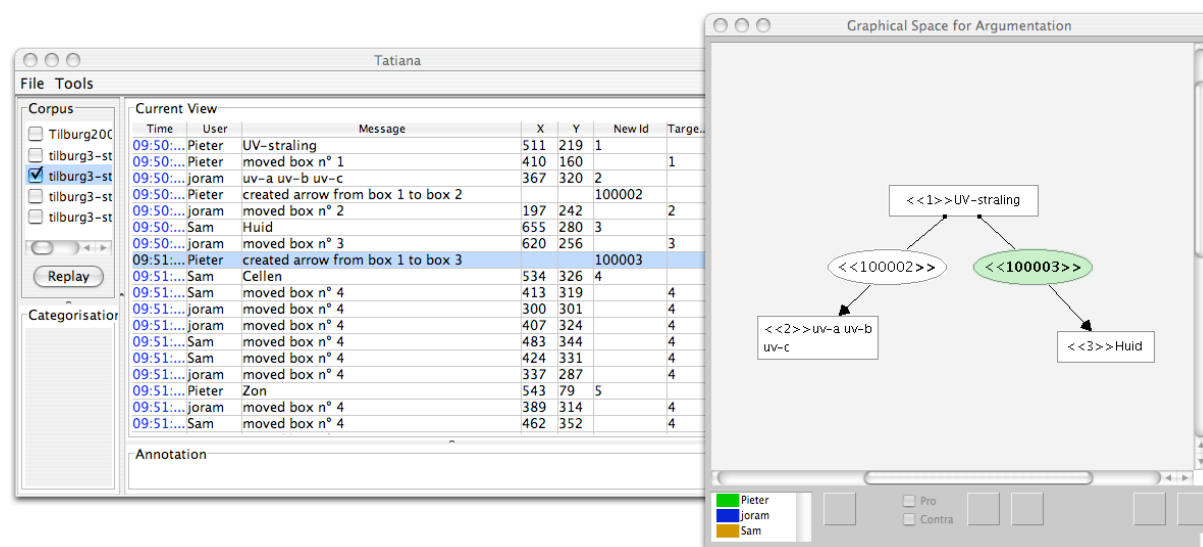 Tatiana
File Tools
Corpus
Tilburg200
tilburg3-st
tilburg3-st
tilburg3-st
tilburg3-st
Replay
Categorisation
Current View
Time User Message X Y New Id Targe..
09:50:... Pieter UV-straling 511 219 1
09:50:... Pieter moved box n° 1 410 160 1
09:50:... joram uv-a uv-b uv-c 367 320 2
09:50:... Pieter created arrow from box 1 to box 2 100002
09:50:... joram moved box n° 2 197 242 2
09:50:... Sam Huid 655 280 3
09:50:... joram moved box n° 3 620 256 3
09:51:... Pieter created arrow from box 1 to box 3 100003
09:51:... Sam Cellen 534 326 4
09:51:... Sam moved box n° 4 413 319 4
09:51:... joram moved box n° 4 300 301 4
09:51:... joram moved box n° 4 407 324 4
09:51:... Sam moved box n° 4 483 344 4
09:51:... Sam moved box n° 4 424 331 4
09:51:... joram moved box n° 4 337 287 4
09:51:... Pieter Zon 543 79 5
09:51:... joram moved box n° 4 389 314 4
09:51:... Sam moved box n° 4 462 352 4
Annotation
Graphical Space for Argumentation
<<1>>UV-straling
<<100002>>
<<100003>>
<<2>>uv-a uv-b
uv-c
<<3>>Huid
Pieter
joram
Sam
Pro
Contra